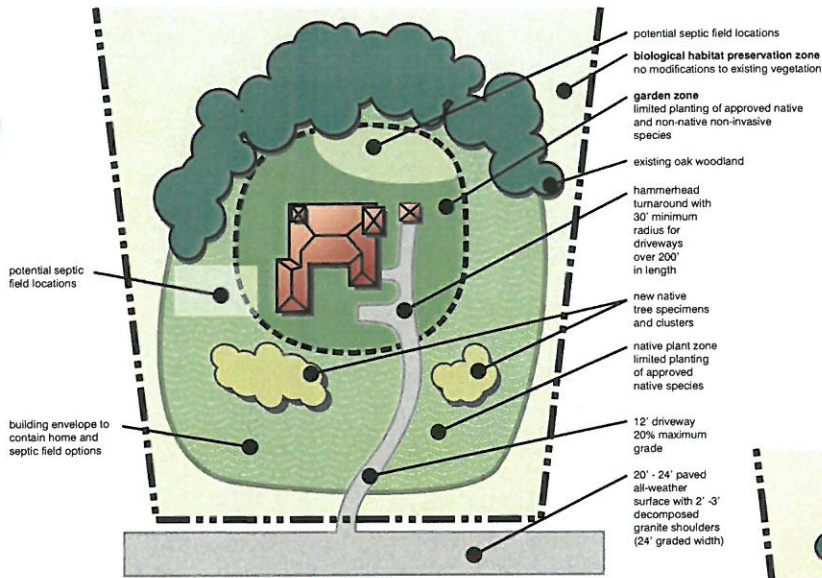 potential septic field locations
biological habitat preservation zone
no modifications to existing vegetation
garden zone
limited planting of approved native
and non-native non-invasive
species
existing oak woodland
hammerhead
turnaround with
30' minimum
radius for
driveways
over 200'
in length
potential septic
field locations
new native
tree specimens
and clusters
native plant zone
limited planting
of approved
native species
building envelope to
contain home and
septic field options
12' driveway
20% maximum
grade
20' - 24' paved
all-weather
surface with 2' -3'
decomposed
granite shoulders
(24' graded width)